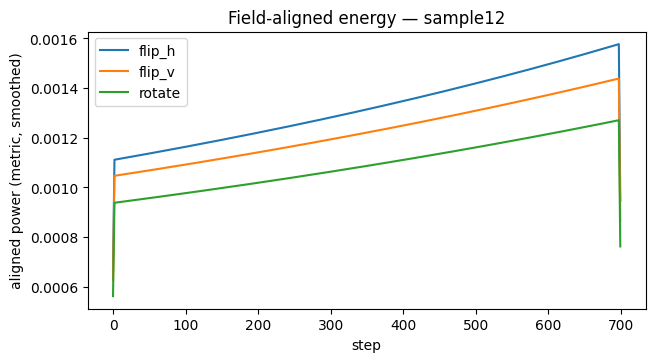 Field-aligned energy — sample12
flip_h
flip_v
rotate
aligned power (metric, smoothed)
0.0016
0.0014
0.0012
0.0010
0.0008
0.0006
0 100 200 300 400 500 600 700
step